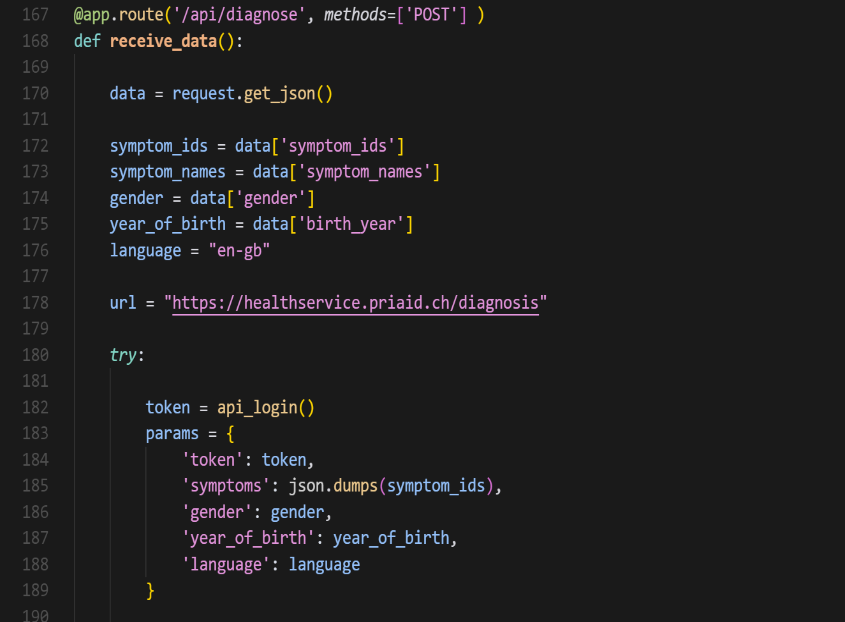 167 @app.route('/api/diagnose', methods=['POST'] )
168 def receive_data():
169
170     data = request.get_json()
171
172     symptom_ids = data['symptom_ids']
173     symptom_names = data['symptom_names']
174     gender = data['gender']
175     year_of_birth = data['birth_year']
176     language = "en-gb"
177
178     url = "https://healthservice.priaid.ch/diagnosis"
179
180     try:
181
182         token = api_login()
183         params = {
184             'token': token,
185             'symptoms': json.dumps(symptom_ids),
186             'gender': gender,
187             'year_of_birth': year_of_birth,
188             'language': language
189         }
190